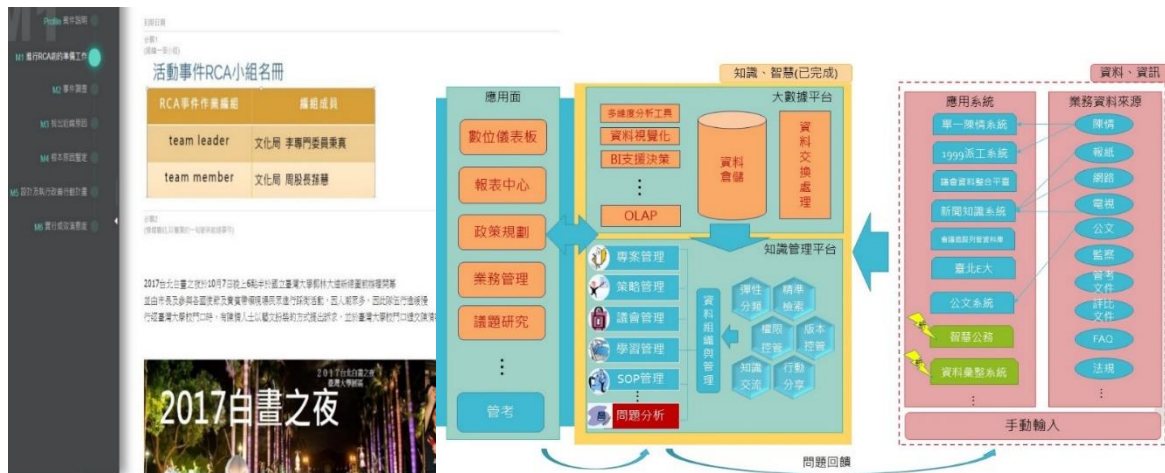 Profile 案件說明
M1 進行RCA前的準備工作
M2 事件調查
M3 找出近端原因
M4 根本原因鑑定
M5 設計及執行改善行動計畫
活動事件RCA小組名冊
RCA事件作業編組
編組成員
team leader
文化局 李專門委員秉真
team member
文化局 周股長孫慧
2017白晝之夜
應用面
數位儀表板
報表中心
政策規劃
業務管理
議題研究
⋮
管考
知識、智慧(已完成)
大數據平台
多維度分析工具
資料視覺化
BI支援決策
⋮
OLAP
資料倉儲
資料交換處理
知識管理平台
專案管理
策略管理
議會管理
學習管理
SOP管理
⋮
問題分析
資料組織與管理
彈性分類
精準檢索
權限控管
版本控管
知識交流
行動分享
問題回饋
資料、資訊
應用系統
單一陳情系統
1999派工系統
議會資料整合平臺
新聞知識系統
臺北E大
公文系統
智慧公務
資料彙整系統
⋮
業務資料來源
陳情
報紙
網路
電視
公文
監察
管考文件
評比文件
FAQ
法規
⋮
手動輸入